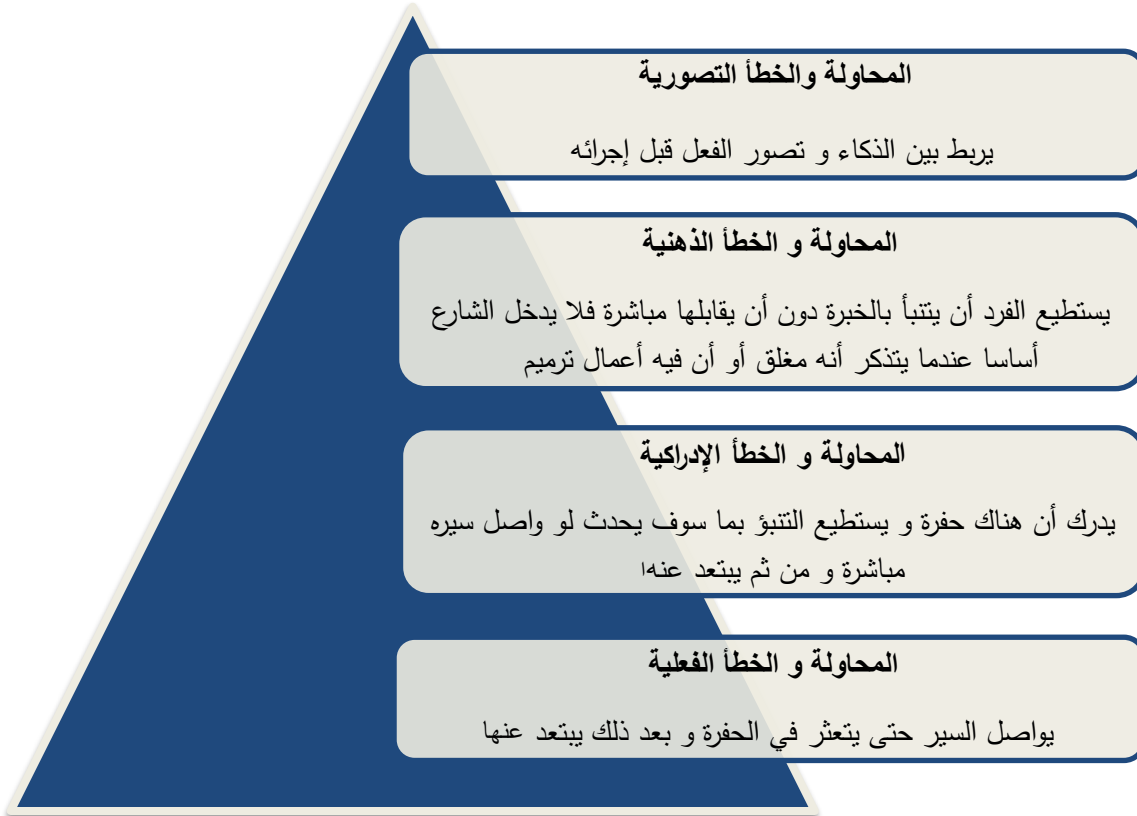 المحاولة والخطأ التصورية
يربط بين الذكاء و تصور الفعل قبل إجرائه
المحاولة و الخطأ الذهنية
يستطيع الفرد أن يتنبأ بالخبرة دون أن يقابلها مباشرة فلا يدخل الشارع
أساسا عندما يتذكر أنه مغلق أو أن فيه أعمال ترميم
المحاولة و الخطأ الإدراكية
يدرك أن هناك حفرة و يستطيع التنبؤ بما سوف يحدث لو واصل سيره
مباشرة و من ثم يبتعد عنها
المحاولة و الخطأ الفعلية
يواصل السير حتى يتعثر في الحفرة و بعد ذلك يبتعد عنها